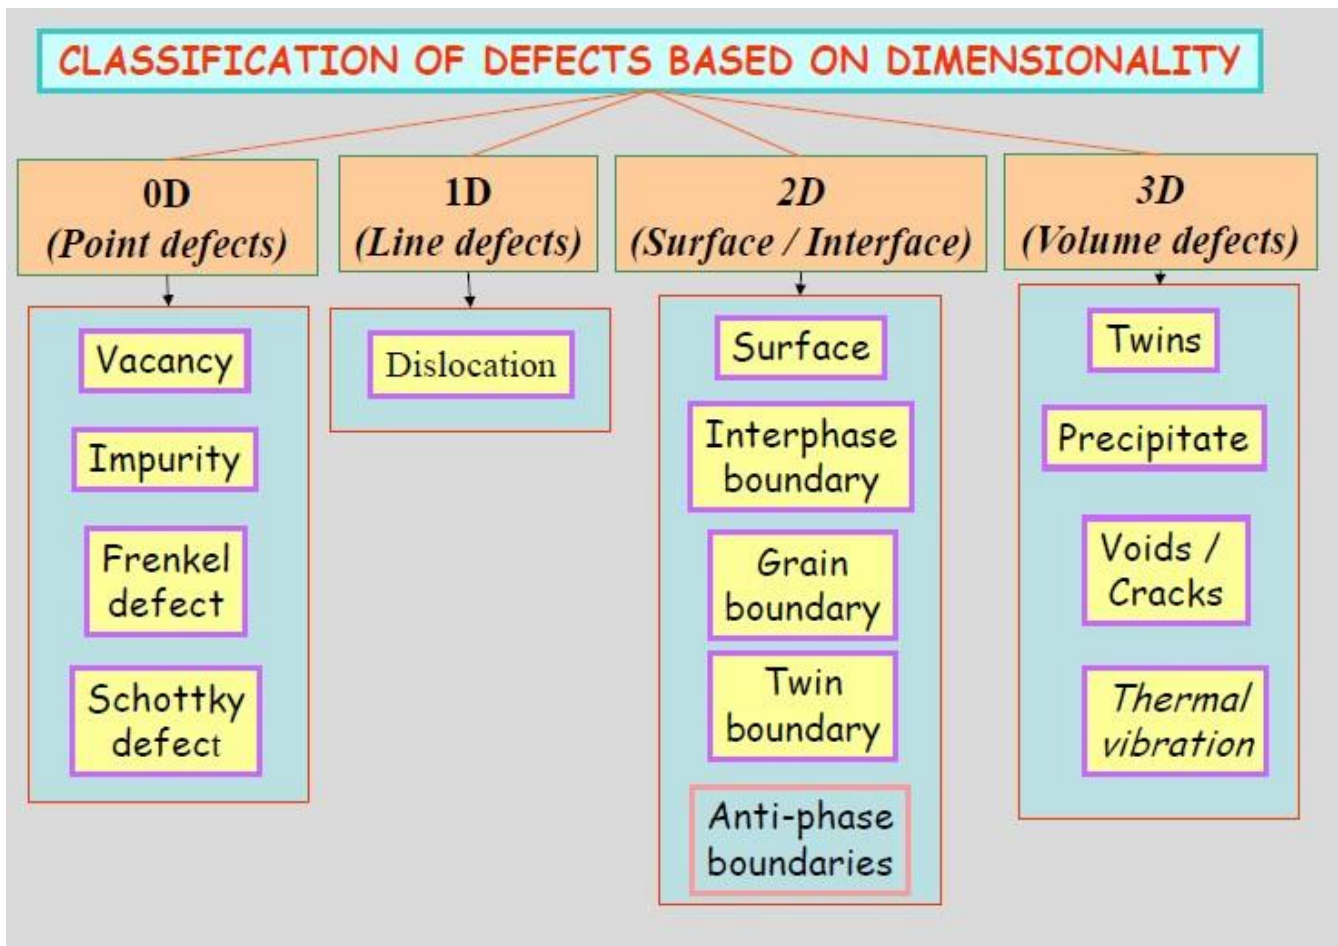 CLASSIFICATION OF DEFECTS BASED ON DIMENSIONALITY
0D
(Point defects)
Vacancy
Impurity
Frenkel
defect
Schottky
defect
1D
(Line defects)
Dislocation
2D
(Surface / Interface)
Surface
Interphase
boundary
Grain
boundary
Twin
boundary
Anti-phase
boundaries
3D
(Volume defects)
Twins
Precipitate
Voids /
Cracks
Thermal
vibration